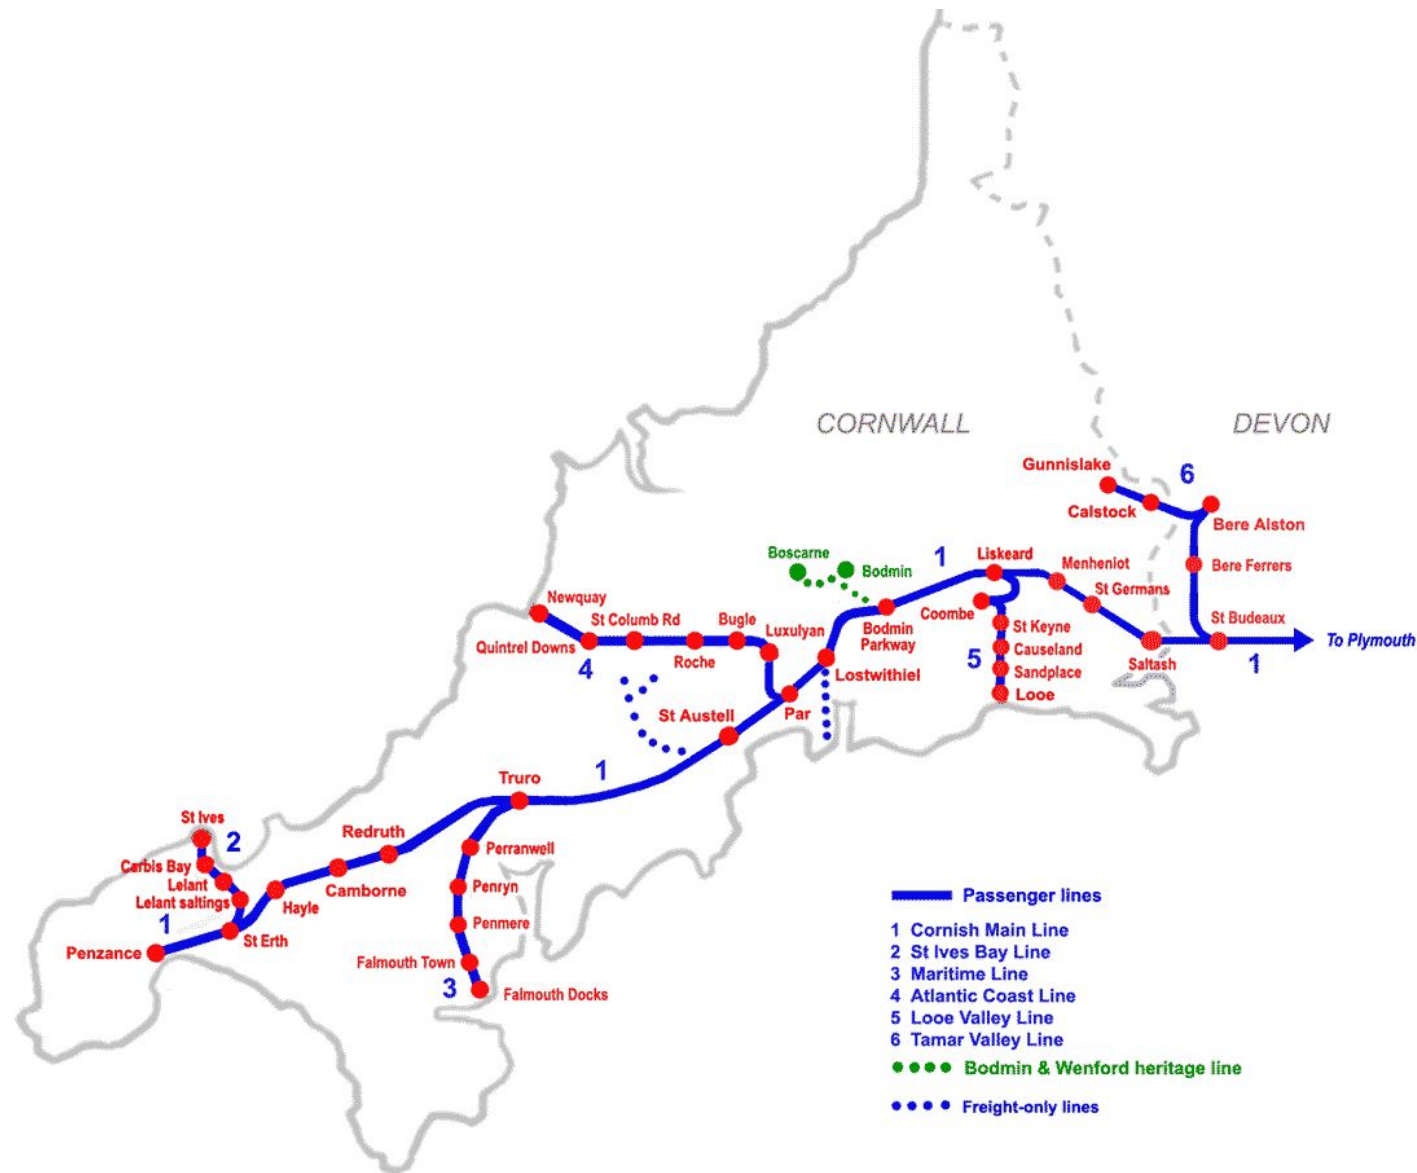 CORNWALL
DEVON
Gunnislake
6
Calstock
Bere Alston
Boscarne
Bodmin
1
Liskeard
Menheniot
Bere Ferrers
St Germans
Newquay
St Columb Rd
Bugle
Luxulyan
Coombe
Bodmin
Parkway
St Keyne
St Budeaux
Quintrel Downs
4
Roche
Lostwithiel
5
Causeland
Sandplace
Looe
Saltash
1
To Plymouth
St Austell
Par
Truro
1
St Ives
2
Redruth
Perranwell
Carbis Bay
Lelant
Lelant saltings
Camborne
Hayle
Penryn
Penmere
1
Penzance
St Erth
Falmouth Town
3
Falmouth Docks
Passenger lines
1 Cornish Main Line
2 St Ives Bay Line
3 Maritime Line
4 Atlantic Coast Line
5 Looe Valley Line
6 Tamar Valley Line
Bodmin & Wenford heritage line
Freight-only lines